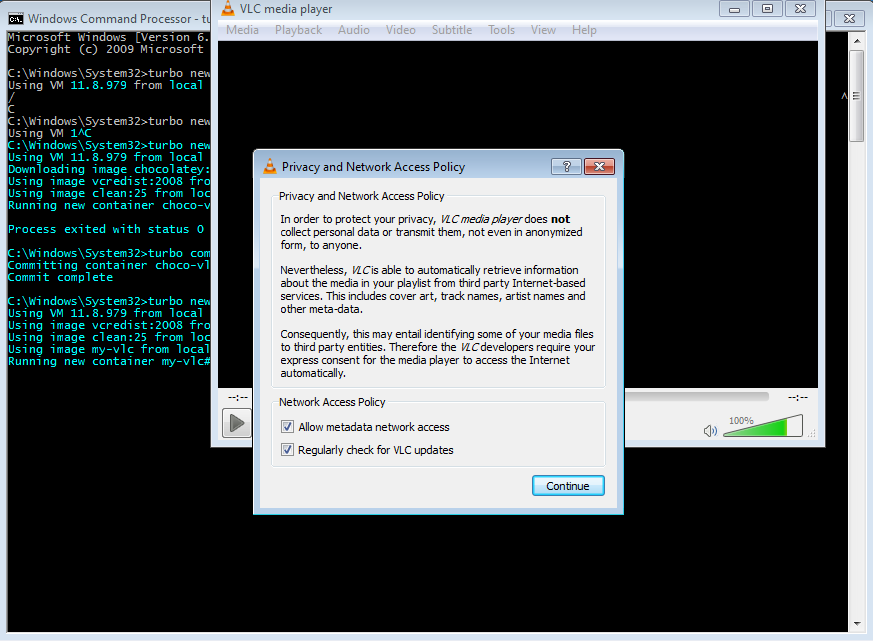 Windows Command Processor - tu
VLC media player
Media Playback Audio Video Subtitle Tools View Help
Microsoft Windows [Version 6.
Copyright (c) 2009 Microsoft
C:\Windows\System32>turbo new
Using VM 11.8.979 from local
/
C
C:\Windows\System32>turbo new
Using VM 1^C
C:\Windows\System32>turbo new
Using VM 11.8.979 from local
Downloading image chocolatey:
Using image vcredist:2008 fro
Using image clean:25 from loc
Running new container choco-v
Process exited with status 0
C:\Windows\System32>turbo com
Committing container choco-vl
Commit complete
C:\Windows\System32>turbo new
Using VM 11.8.979 from local
Using image vcredist:2008 fro
Using image clean:25 from loc
Using image my-vlc from local
Running new container my-vlc#
^
Privacy and Network Access Policy
?
Privacy and Network Access Policy
In order to protect your privacy, VLC media player does not
collect personal data or transmit them, not even in anonymized
form, to anyone.
Nevertheless, VLC is able to automatically retrieve information
about the media in your playlist from third party Internet-based
services. This includes cover art, track names, artist names and
other meta-data.
Consequently, this may entail identifying some of your media files
to third party entities. Therefore the VLC developers require your
express consent for the media player to access the Internet
automatically.
Network Access Policy
Allow metadata network access
Regularly check for VLC updates
Continue
--:-- --:--
100%